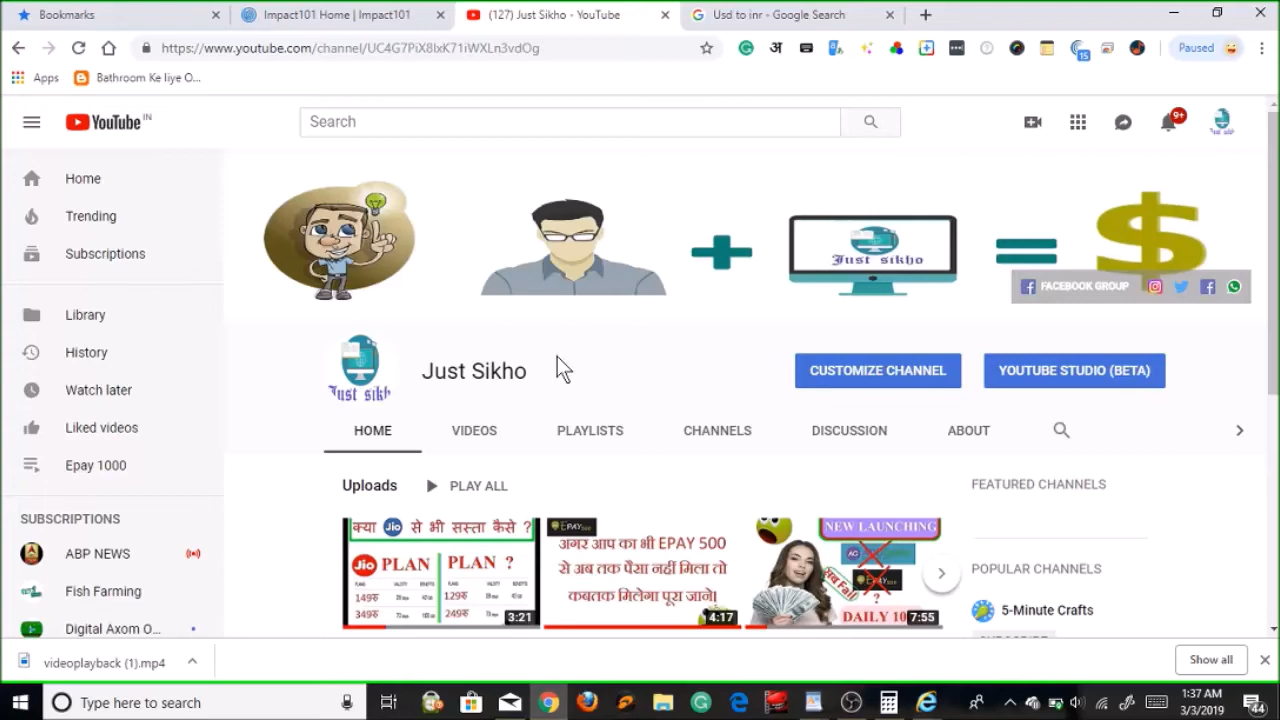 Bookmarks
Impact101 Home | Impact101
(127) Just Sikho - YouTube
Usd to inr - Google Search
https://www.youtube.com/channel/UC4G7PiX8lxK71iWXLn3vdOg
अ
15
Paused
Apps
Bathroom Ke liye O...
YouTube IN
Search
9+
Just sikh
Home
Trending
Subscriptions
Library
History
Watch later
Liked videos
Epay 1000
SUBSCRIPTIONS
ABP NEWS
Fish Farming
Digital Axom O...
Just sikho
$
FACEBOOK GROUP
Just sikh
Just Sikho
CUSTOMIZE CHANNEL
YOUTUBE STUDIO (BETA)
HOME
VIDEOS
PLAYLISTS
CHANNELS
DISCUSSION
ABOUT
Uploads
PLAY ALL
क्या Jio से भी सस्ता कैसे ?
Jio PLAN
PLAN ?
149रु
129रु
349रु
249रु
3:21
EPAY500
अगर आप का भी EPAY 500
से अब तक पैसा नहीं मिला तो
कबतक मिलेगा पूरा जाने।
4:17
NEW LAUNCHING
?
DAILY 10
7:55
FEATURED CHANNELS
POPULAR CHANNELS
5-Minute Crafts
videoplayback (1).mp4
Show all
Type here to search
1:37 AM
3/3/2019
44